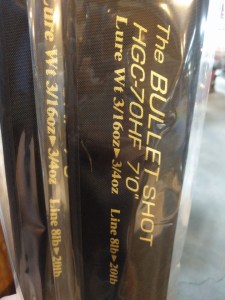 The BULLET SHOT
HGC-70HF 7'0"
Lure Wt 3/16oz▶3/4oz Line 8lb▶20lb
Lure Wt 3/16oz▶3/4oz Line 8lb▶20lb